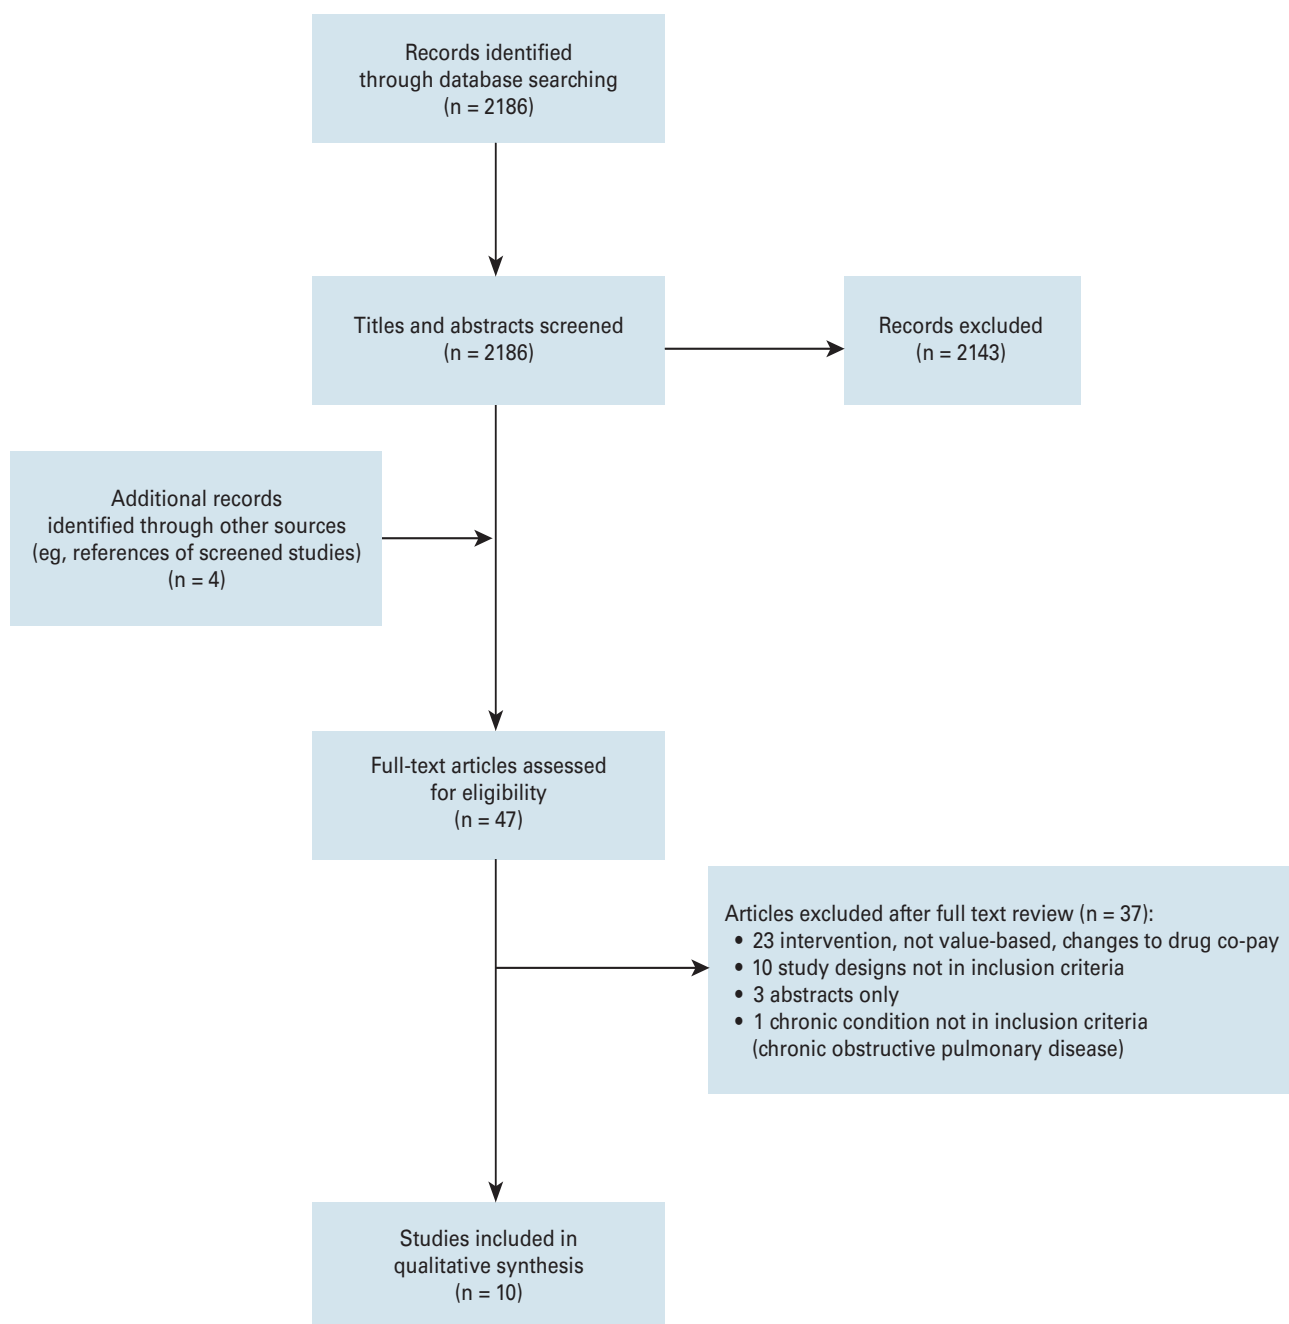 Records identified
through database searching
(n = 2186)
Titles and abstracts screened
(n = 2186)
Records excluded
(n = 2143)
Additional records
identified through other sources
(eg, references of screened studies)
(n = 4)
Full-text articles assessed
for eligibility
(n = 47)
Articles excluded after full text review (n = 37):
• 23 intervention, not value-based, changes to drug co-pay
• 10 study designs not in inclusion criteria
• 3 abstracts only
• 1 chronic condition not in inclusion criteria
(chronic obstructive pulmonary disease)
Studies included in
qualitative synthesis
(n = 10)